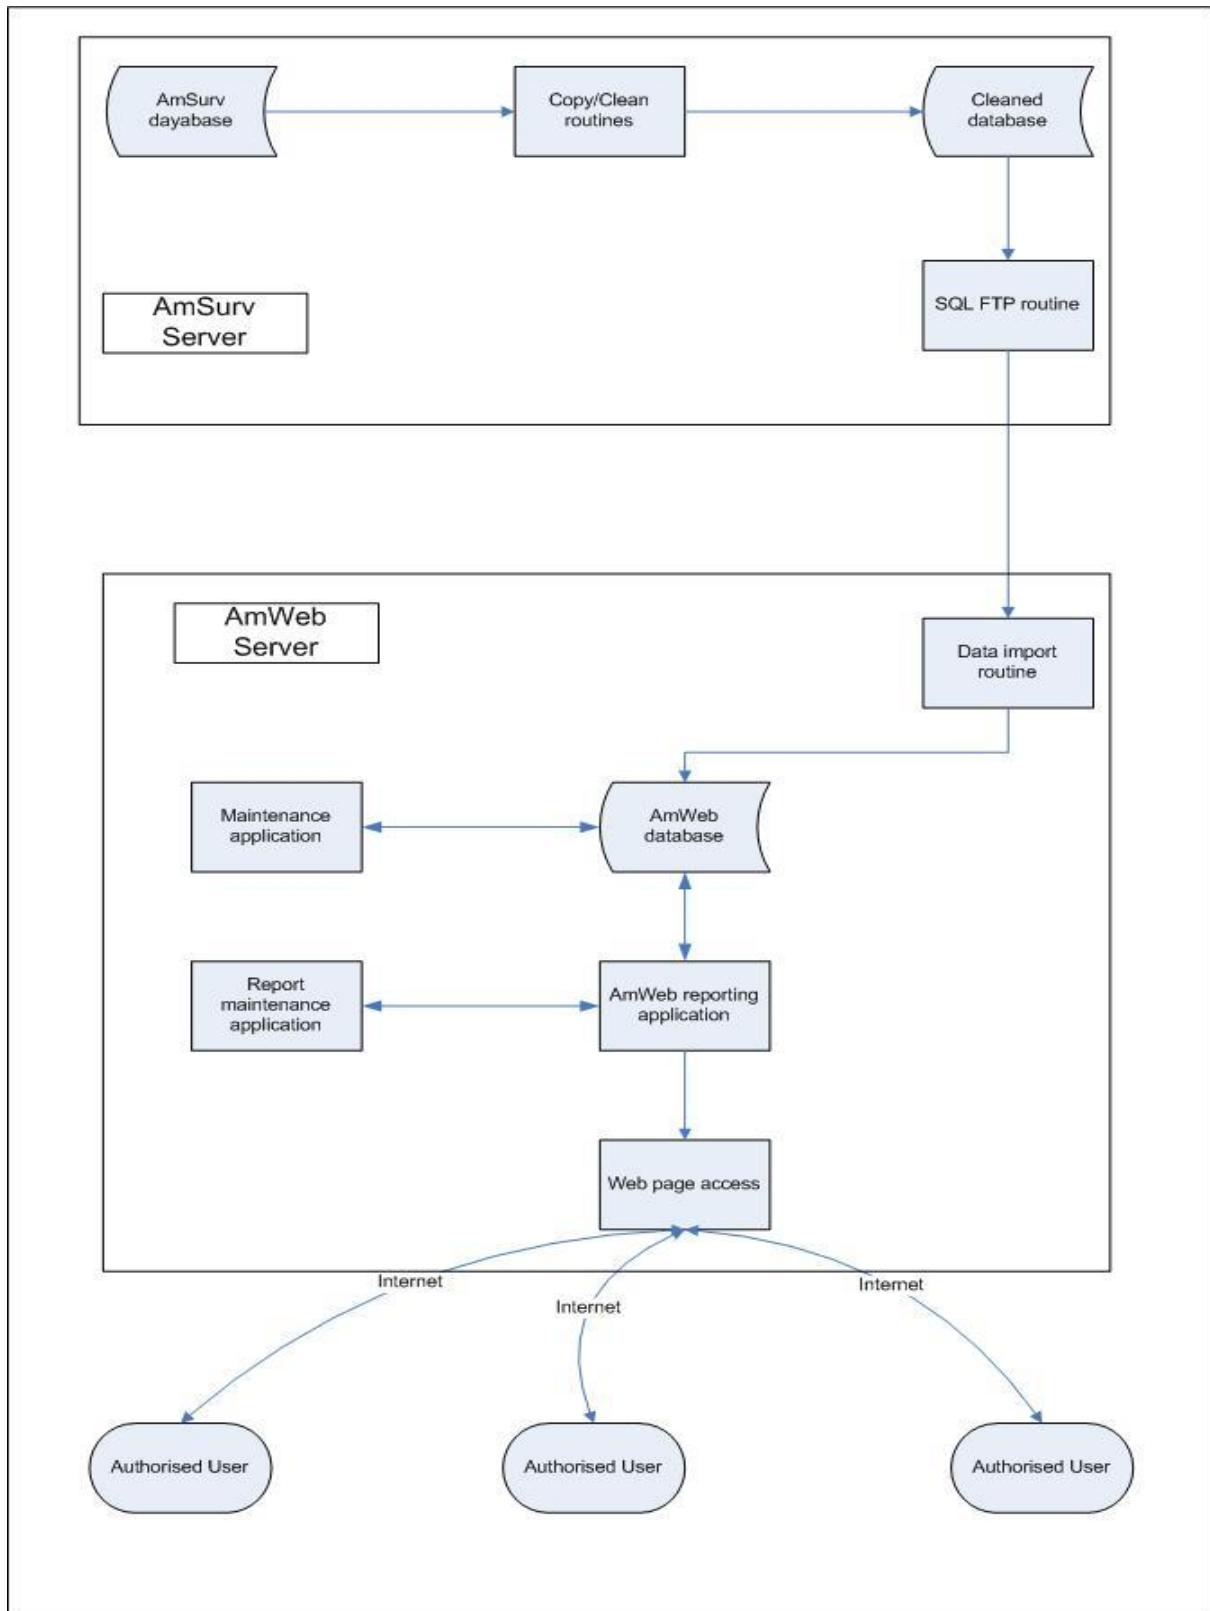 AmSurv
dayabase
Copy/Clean
routines
Cleaned
database
SQL FTP routine
AmSurv
Server
AmWeb
Server
Data import
routine
Maintenance
application
AmWeb
database
Report
maintenance
application
AmWeb reporting
application
Web page access
Internet
Internet
Internet
Authorised User
Authorised User
Authorised User